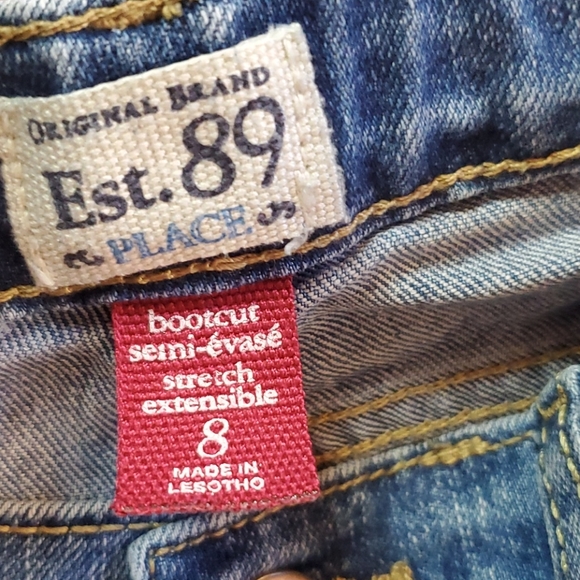 ORIGINAL BRAND
Est. 89
PLACE
bootcut
semi-évasé
stretch
extensible
8
MADE IN
LESOTHO